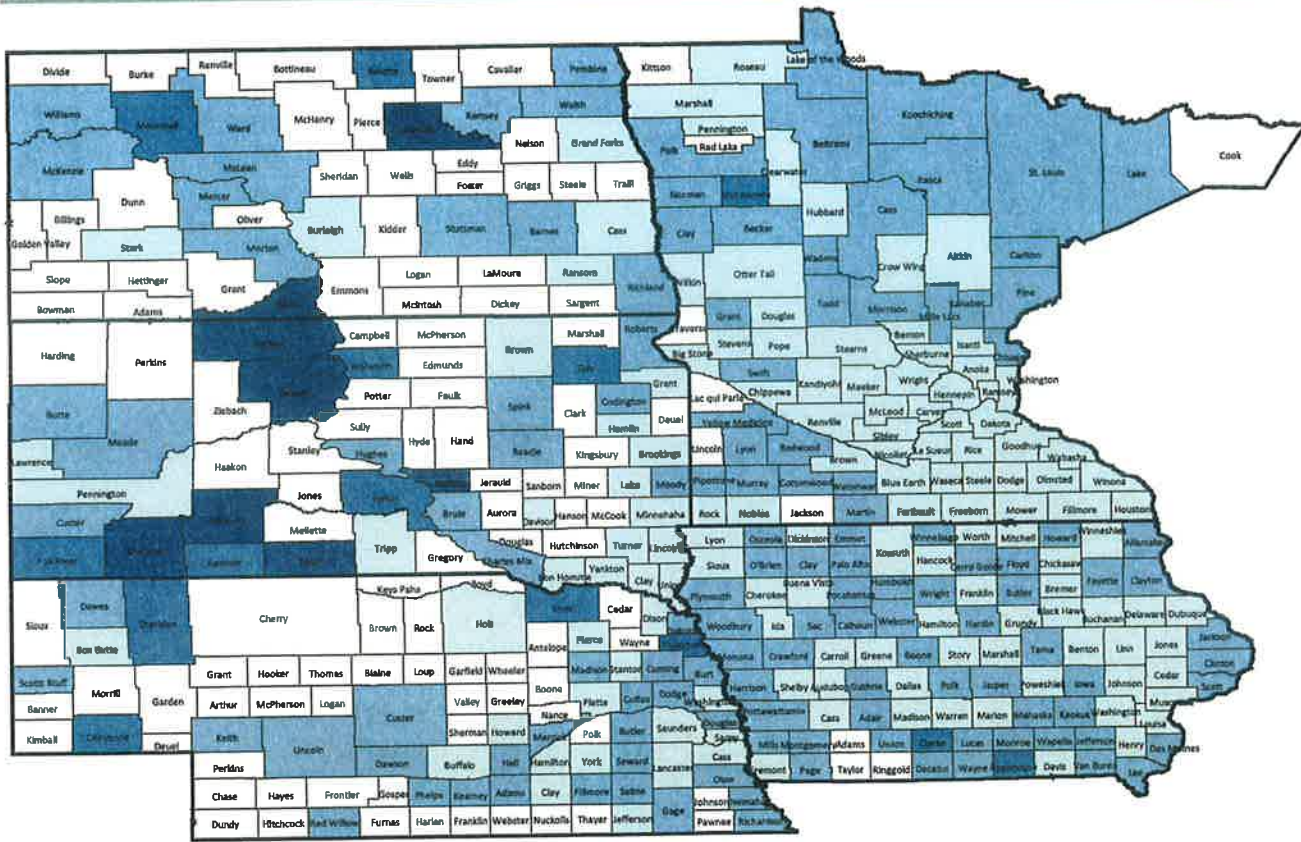 Divide
Burke
Renville
Bottineau
Rolette
Towner
Cavalier
Pembina
Williams
Mountrail
Ward
McHenry
Pierce
Ramsey
Walsh
McKenzie
McLean
Sheridan
Wells
Eddy
Foster
Nelson
Grand Forks
Griggs
Steele
Traill
Dunn
Mercer
Oliver
Billings
Golden Valley
Stark
Morton
Burleigh
Kidder
Stutsman
Barnes
Cass
Slope
Hettinger
Grant
Emmons
Logan
LaMoure
Ransom
Richland
Bowman
Adams
McIntosh
Dickey
Sargent
Kittson
Roseau
Lake of the Woods
Marshall
Pennington
Red Lake
Polk
Beltrami
Koochiching
Clearwater
St. Louis
Lake
Cook
Norman
Itasca
Hubbard
Cass
Clay
Becker
Wadena
Crow Wing
Aitkin
Carlton
Otter Tail
Pine
Todd
Morrison
Grant
Douglas
Stevens
Pope
Stearns
Benton
Sherburne
Isanti
Big Stone
Swift
Anoka
Washington
Lac qui Parle
Chippewa
Kandiyohi
Meeker
Wright
Hennepin
Ramsey
McLeod
Carver
Scott
Dakota
Yellow Medicine
Renville
Sibley
Goodhue
Lincoln
Lyon
Redwood
Brown
Nicollet
Le Sueur
Rice
Wabasha
Pipestone
Murray
Cottonwood
Watonwan
Blue Earth
Waseca
Steele
Dodge
Olmsted
Winona
Rock
Nobles
Jackson
Martin
Faribault
Freeborn
Mower
Fillmore
Houston
Harding
Perkins
Campbell
McPherson
Brown
Marshall
Roberts
Edmunds
Day
Potter
Faulk
Grant
Butte
Ziebach
Spink
Clark
Codington
Hamlin
Deuel
Meade
Sully
Hyde
Hand
Stanley
Hughes
Beadle
Kingsbury
Brookings
Lawrence
Haakon
Pennington
Jones
Jerauld
Sanborn
Miner
Lake
Moody
Custer
Mellette
Brule
Aurora
Davison
Hanson
McCook
Minnehaha
Tripp
Gregory
Douglas
Hutchinson
Turner
Lincoln
Charles Mix
Bon Homme
Yankton
Clay
Lyon
Osceola
Dickinson
Emmet
Kossuth
Winnebago
Worth
Mitchell
Howard
Winneshiek
Allamakee
Sioux
O'Brien
Clay
Palo Alto
Hancock
Cerro Gordo
Floyd
Chickasaw
Plymouth
Cherokee
Buena Vista
Pocahontas
Humboldt
Wright
Franklin
Butler
Bremer
Fayette
Clayton
Woodbury
Ida
Sac
Calhoun
Webster
Hamilton
Hardin
Grundy
Black Hawk
Buchanan
Delaware
Dubuque
Monona
Crawford
Carroll
Greene
Boone
Story
Marshall
Tama
Benton
Linn
Jones
Jackson
Clinton
Harrison
Shelby
Audubon
Guthrie
Dallas
Polk
Jasper
Poweshiek
Iowa
Johnson
Cedar
Scott
Pottawattamie
Cass
Adair
Madison
Warren
Marion
Mahaska
Keokuk
Washington
Louisa
Mills
Montgomery
Adams
Union
Clarke
Lucas
Monroe
Wapello
Jefferson
Henry
Des Moines
Fremont
Page
Taylor
Ringgold
Decatur
Wayne
Appanoose
Davis
Van Buren
Lee
Sioux
Dawes
Sheridan
Cherry
Keya Paha
Boyd
Box Butte
Brown
Rock
Holt
Knox
Cedar
Dixon
Antelope
Pierce
Wayne
Scotts Bluff
Morrill
Garden
Grant
Hooker
Thomas
Blaine
Loup
Garfield
Wheeler
Madison
Stanton
Cuming
Burt
Banner
Arthur
McPherson
Logan
Custer
Valley
Greeley
Boone
Nance
Platte
Colfax
Dodge
Washington
Kimball
Cheyenne
Deuel
Keith
Lincoln
Sherman
Howard
Merrick
Polk
Butler
Saunders
Douglas
Sarpy
Perkins
Dawson
Buffalo
Hall
Hamilton
York
Seward
Lancaster
Cass
Otoe
Chase
Hayes
Frontier
Gosper
Phelps
Kearney
Adams
Clay
Fillmore
Saline
Gage
Johnson
Nemaha
Dundy
Hitchcock
Red Willow
Furnas
Harlan
Franklin
Webster
Nuckolls
Thayer
Jefferson
Pawnee
Richardson